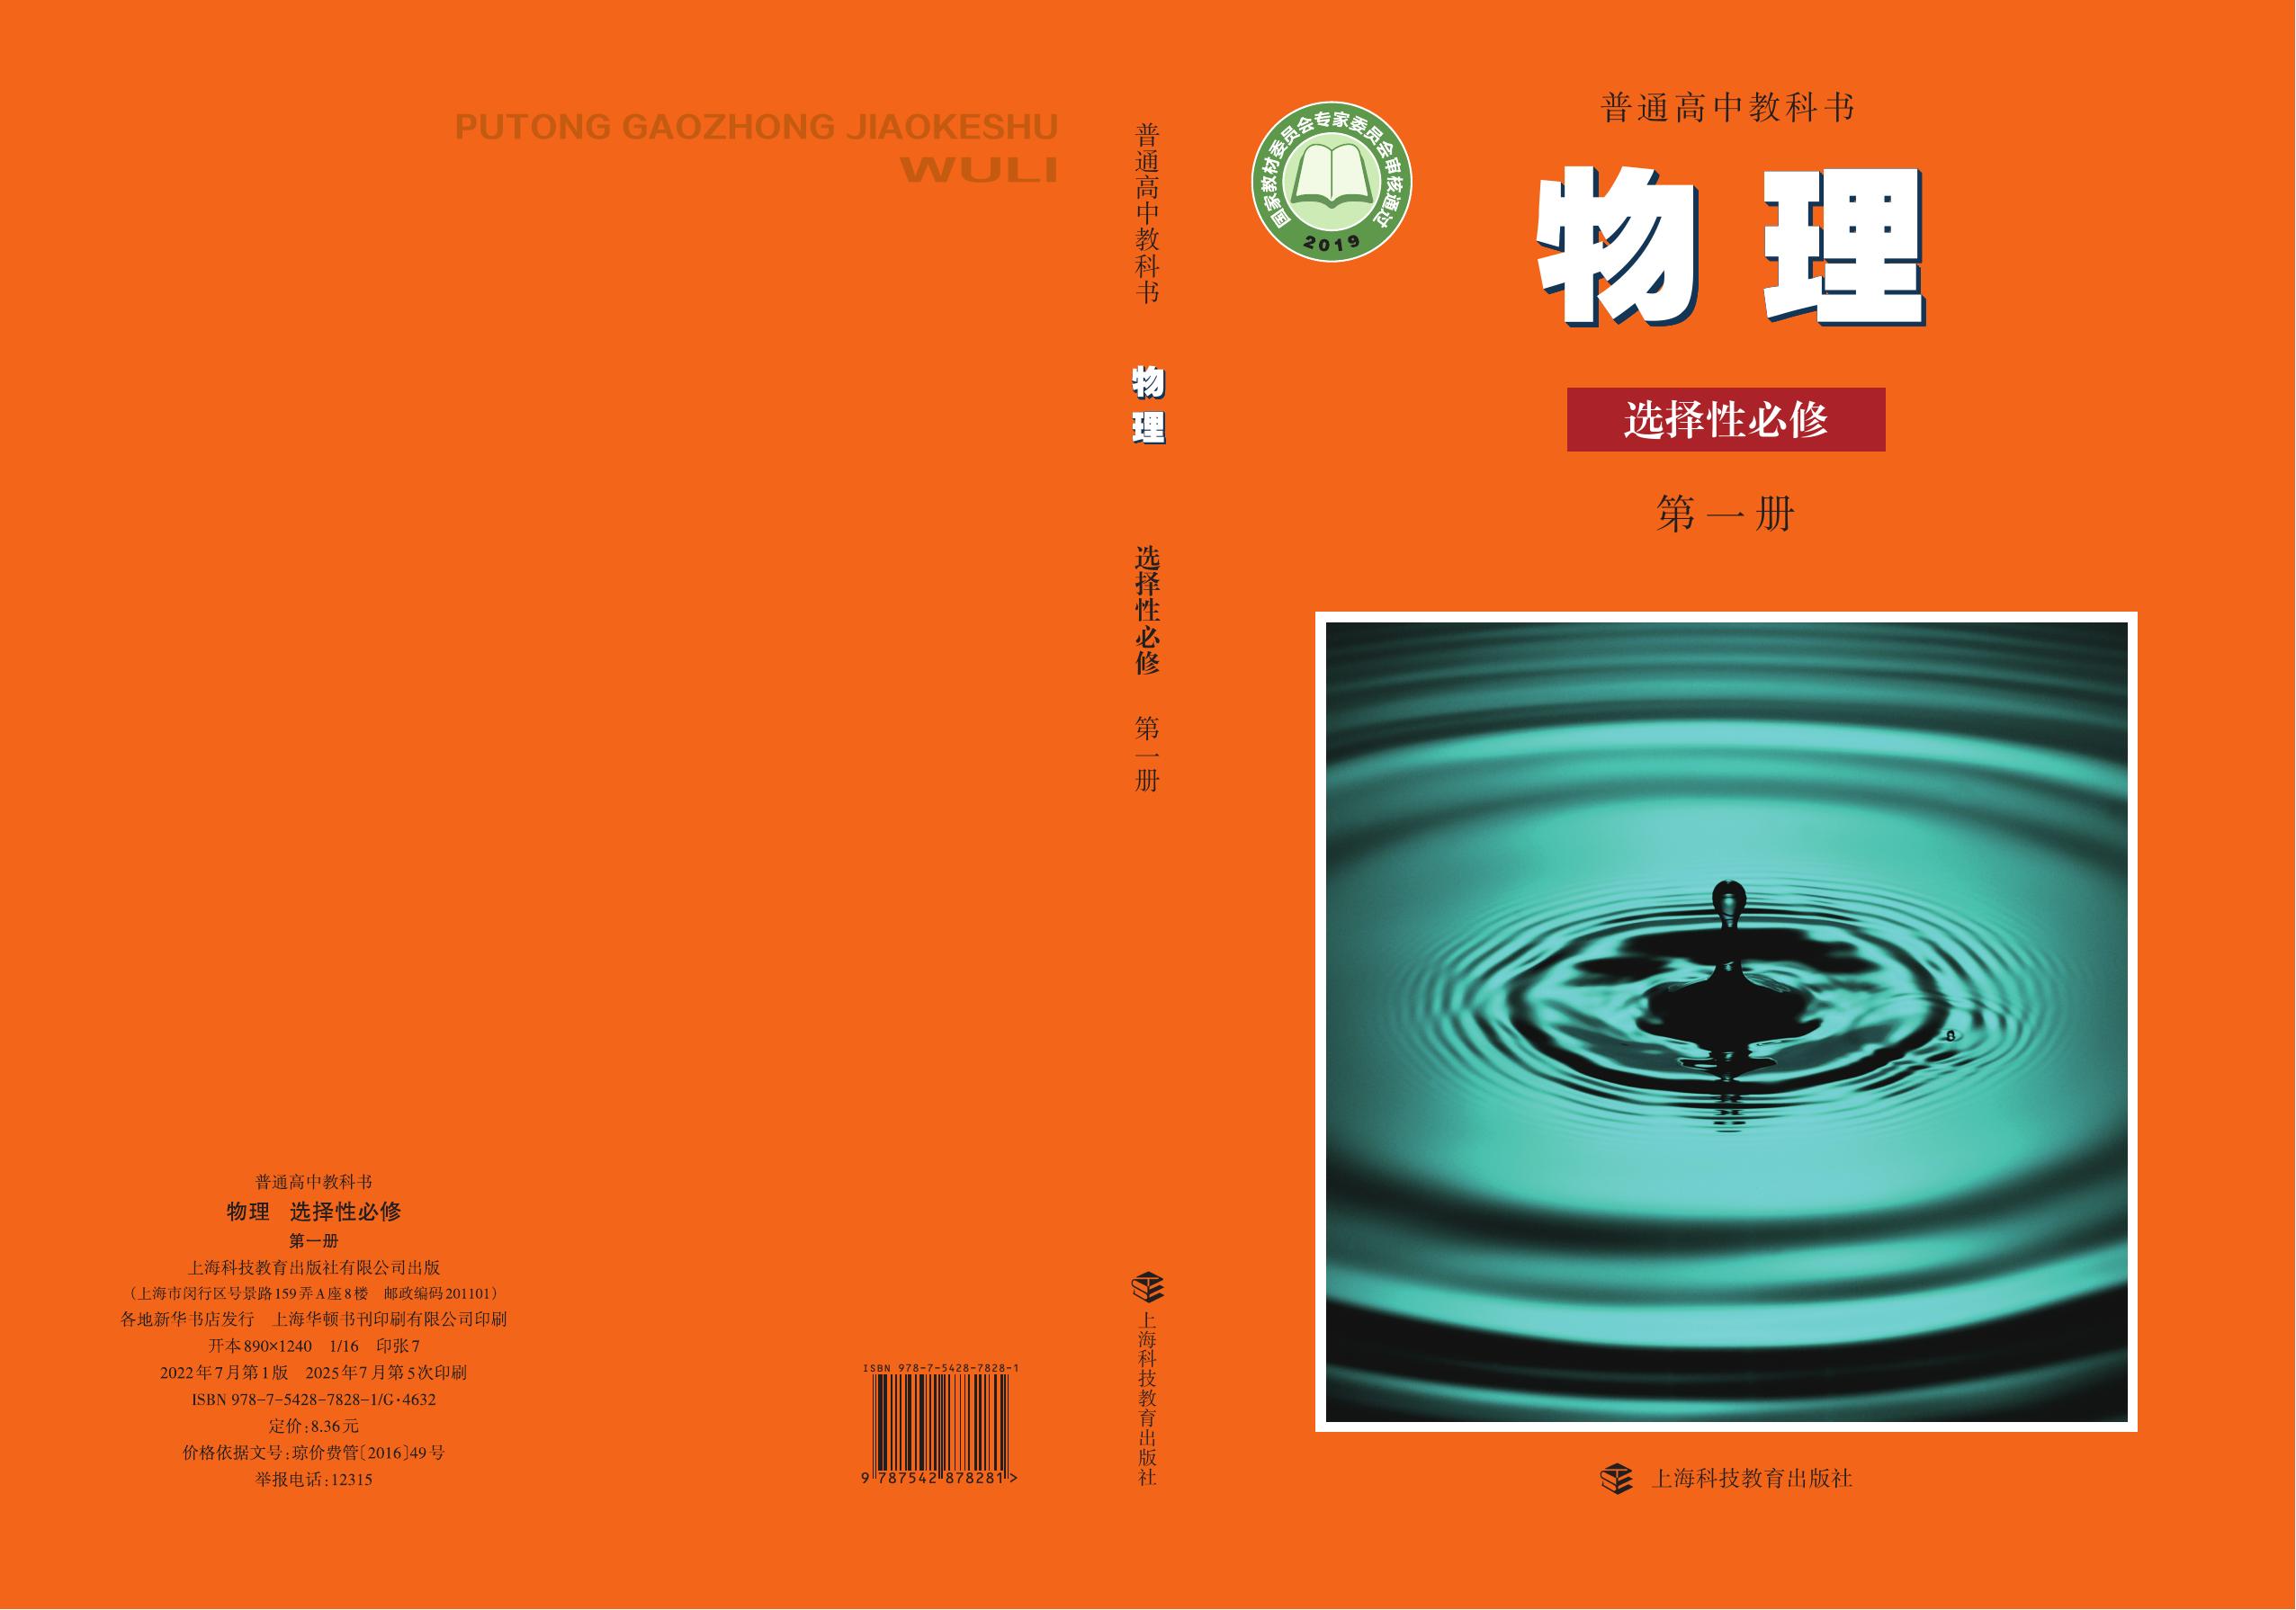 PUTONG GAOZHONG JIAOKESHU
WULI
普通高中教科书
物理　选择性必修
第一册
上海科技教育出版社有限公司出版
（上海市闵行区号景路159弄A座8楼　邮政编码201101）
各地新华书店发行　上海华顿书刊印刷有限公司印刷
开本890×1240　1/16　印张7
2022年7月第1版　2025年7月第5次印刷
ISBN 978-7-5428-7828-1/G·4632
定价：8.36元
价格依据文号：琼价费管〔2016〕49号
举报电话：12315
ISBN 978-7-5428-7828-1
9 787542 878281 >
普通高中教科书
物理
选择性必修
第一册
上海科技教育出版社
国家教材委员会专家委员会审核通过
2019
普通高中教科书
物理
选择性必修
第一册
上海科技教育出版社